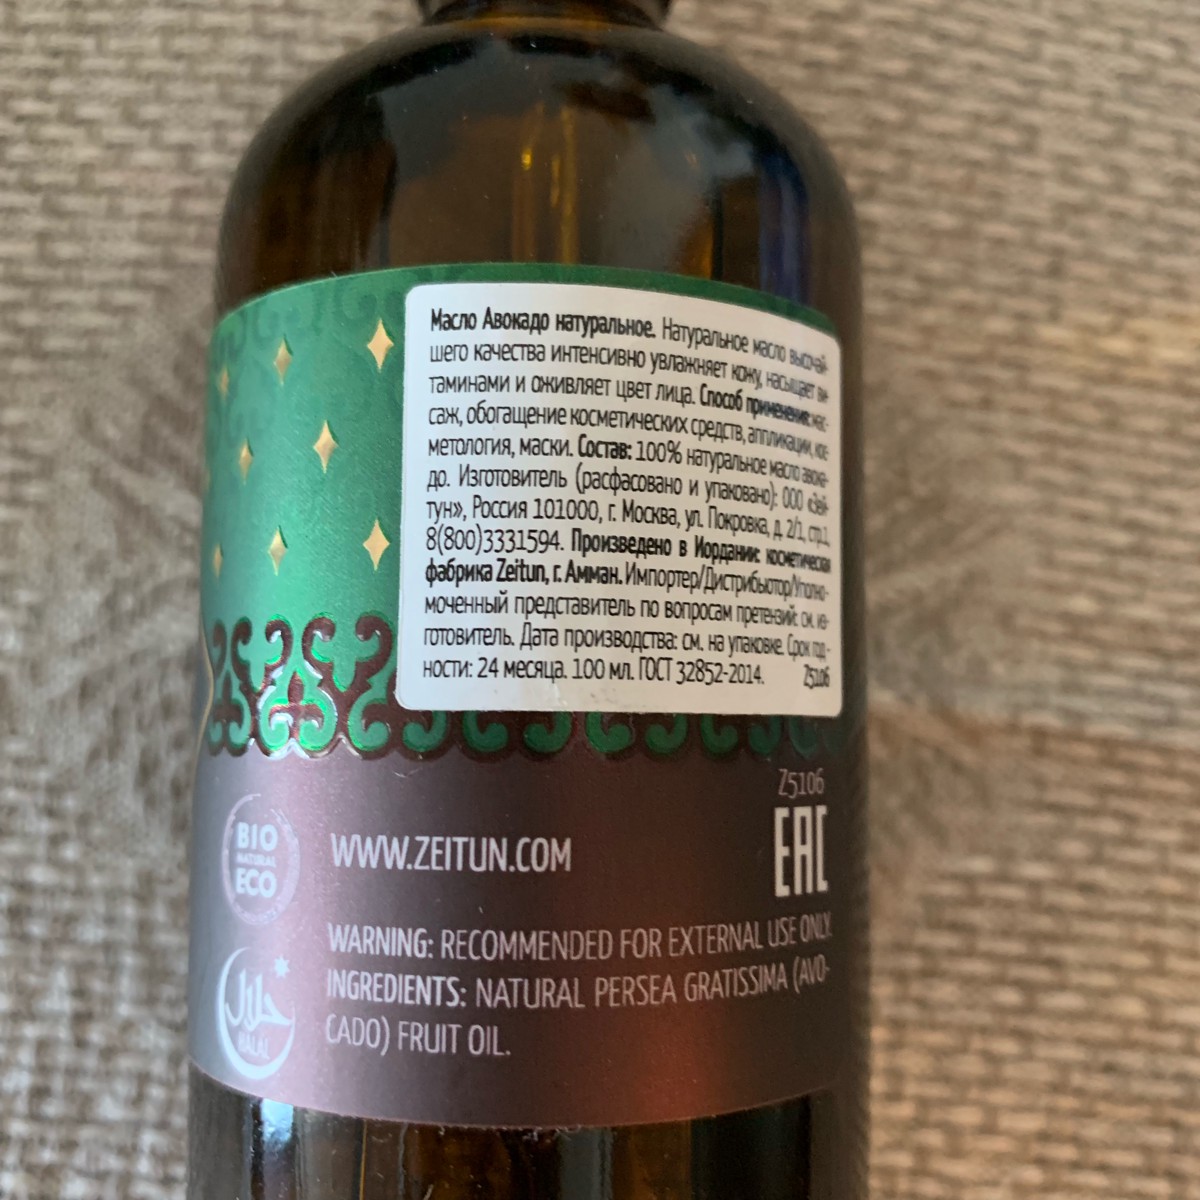 Масло Авокадо натуральное. Натуральное масло высочай-
шего качества интенсивно увлажняет кожу, насыщает ви-
таминами и оживляет цвет лица. Способ применения: мас-
саж, обогащение косметических средств, аппликации, кос-
метология, маски. Состав: 100% натуральное масло авока-
до. Изготовитель (расфасовано и упаковано): ООО «Зей-
тун», Россия 101000, г. Москва, ул. Покровка, д. 2/1, стр.1,
8(800)3331594. Произведено в Иордании: косметическая
фабрика Zeitun, г. Амман. Импортер/Дистрибьютор/Уполно-
моченный представитель по вопросам претензий: см. из-
готовитель. Дата производства: см. на упаковке. Срок год-
ности: 24 месяца. 100 мл. ГОСТ 32852-2014. Z5106
Z5106
EAC
BIO
NATURAL
ECO
WWW.ZEITUN.COM
WARNING: RECOMMENDED FOR EXTERNAL USE ONLY.
INGREDIENTS: NATURAL PERSEA GRATISSIMA (AVO-
CADO) FRUIT OIL.
حلال
HALAL